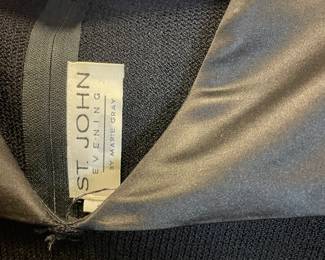 ST. JOHN
EVENING
BY MARIE GRAY